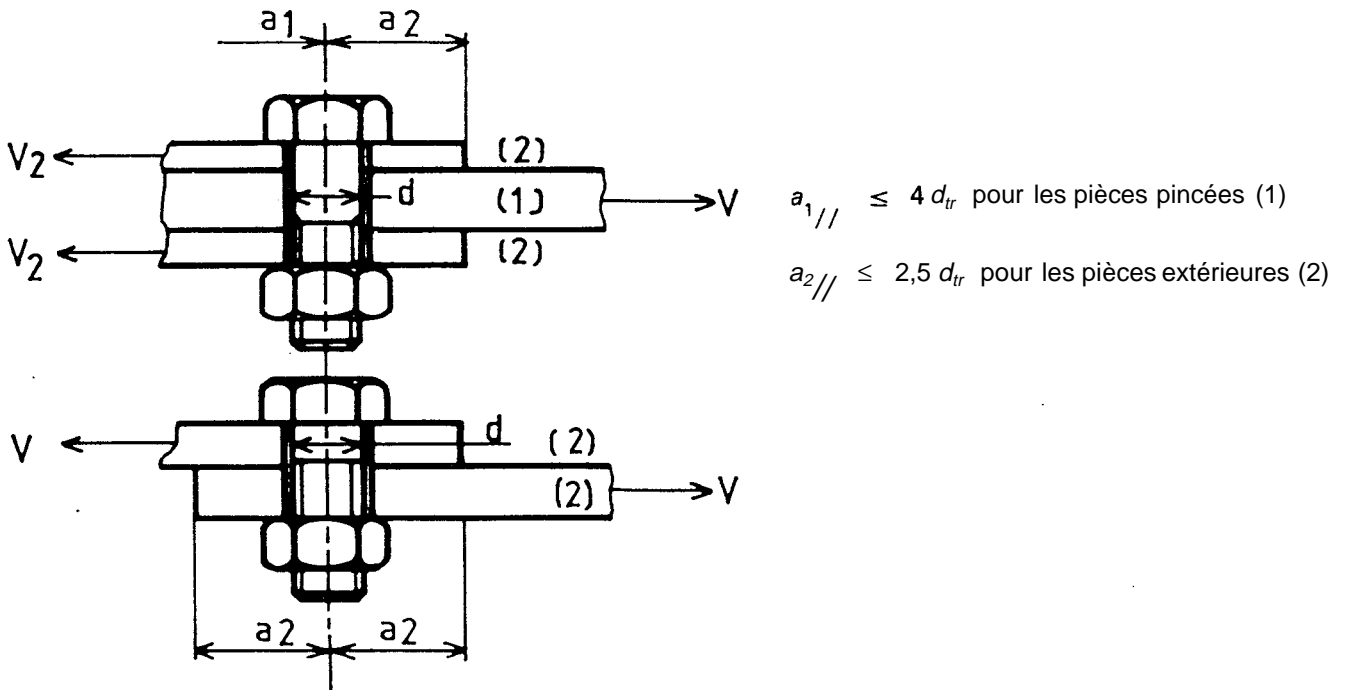 a1 a2
V2 (2)
d (1) V
V2 (2)
a₁// ≤ 4 dtr pour les pièces pincées (1)
a₂// ≤ 2,5 dtr pour les pièces extérieures (2)
V d (2)
(2) V
a2 a2